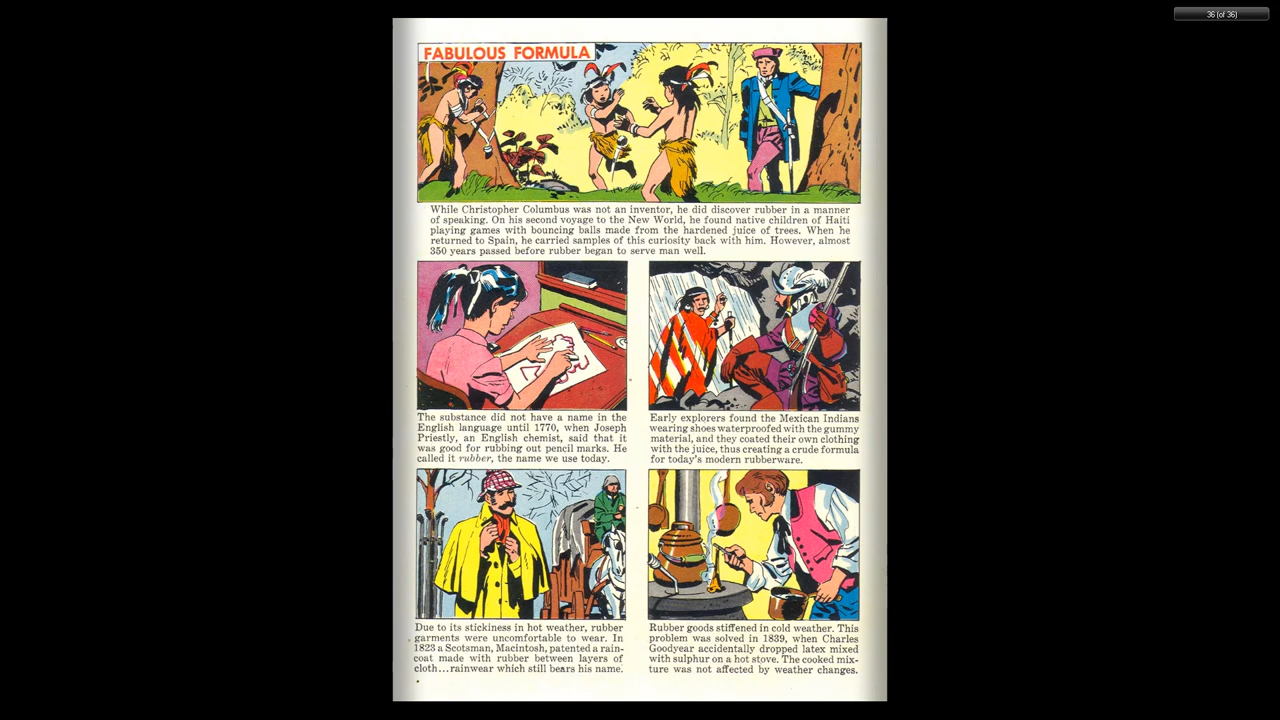 36 (of 36)
FABULOUS FORMULA
While Christopher Columbus was not an inventor, he did discover rubber in a manner
of speaking. On his second voyage to the New World, he found native children of Haiti
playing games with bouncing balls made from the hardened juice of trees. When he
returned to Spain, he carried samples of this curiosity back with him. However, almost
350 years passed before rubber began to serve man well.
The substance did not have a name in the
English language until 1770, when Joseph
Priestly, an English chemist, said that it
was good for rubbing out pencil marks. He
called it rubber, the name we use today.
Early explorers found the Mexican Indians
wearing shoes waterproofed with the gummy
material, and they coated their own clothing
with the juice, thus creating a crude formula
for today's modern rubberware.
Due to its stickiness in hot weather, rubber
garments were uncomfortable to wear. In
1823 a Scotsman, Macintosh, patented a rain-
coat made with rubber between layers of
cloth...rainwear which still bears his name.
Rubber goods stiffened in cold weather. This
problem was solved in 1839, when Charles
Goodyear accidentally dropped latex mixed
with sulphur on a hot stove. The cooked mix-
ture was not affected by weather changes.